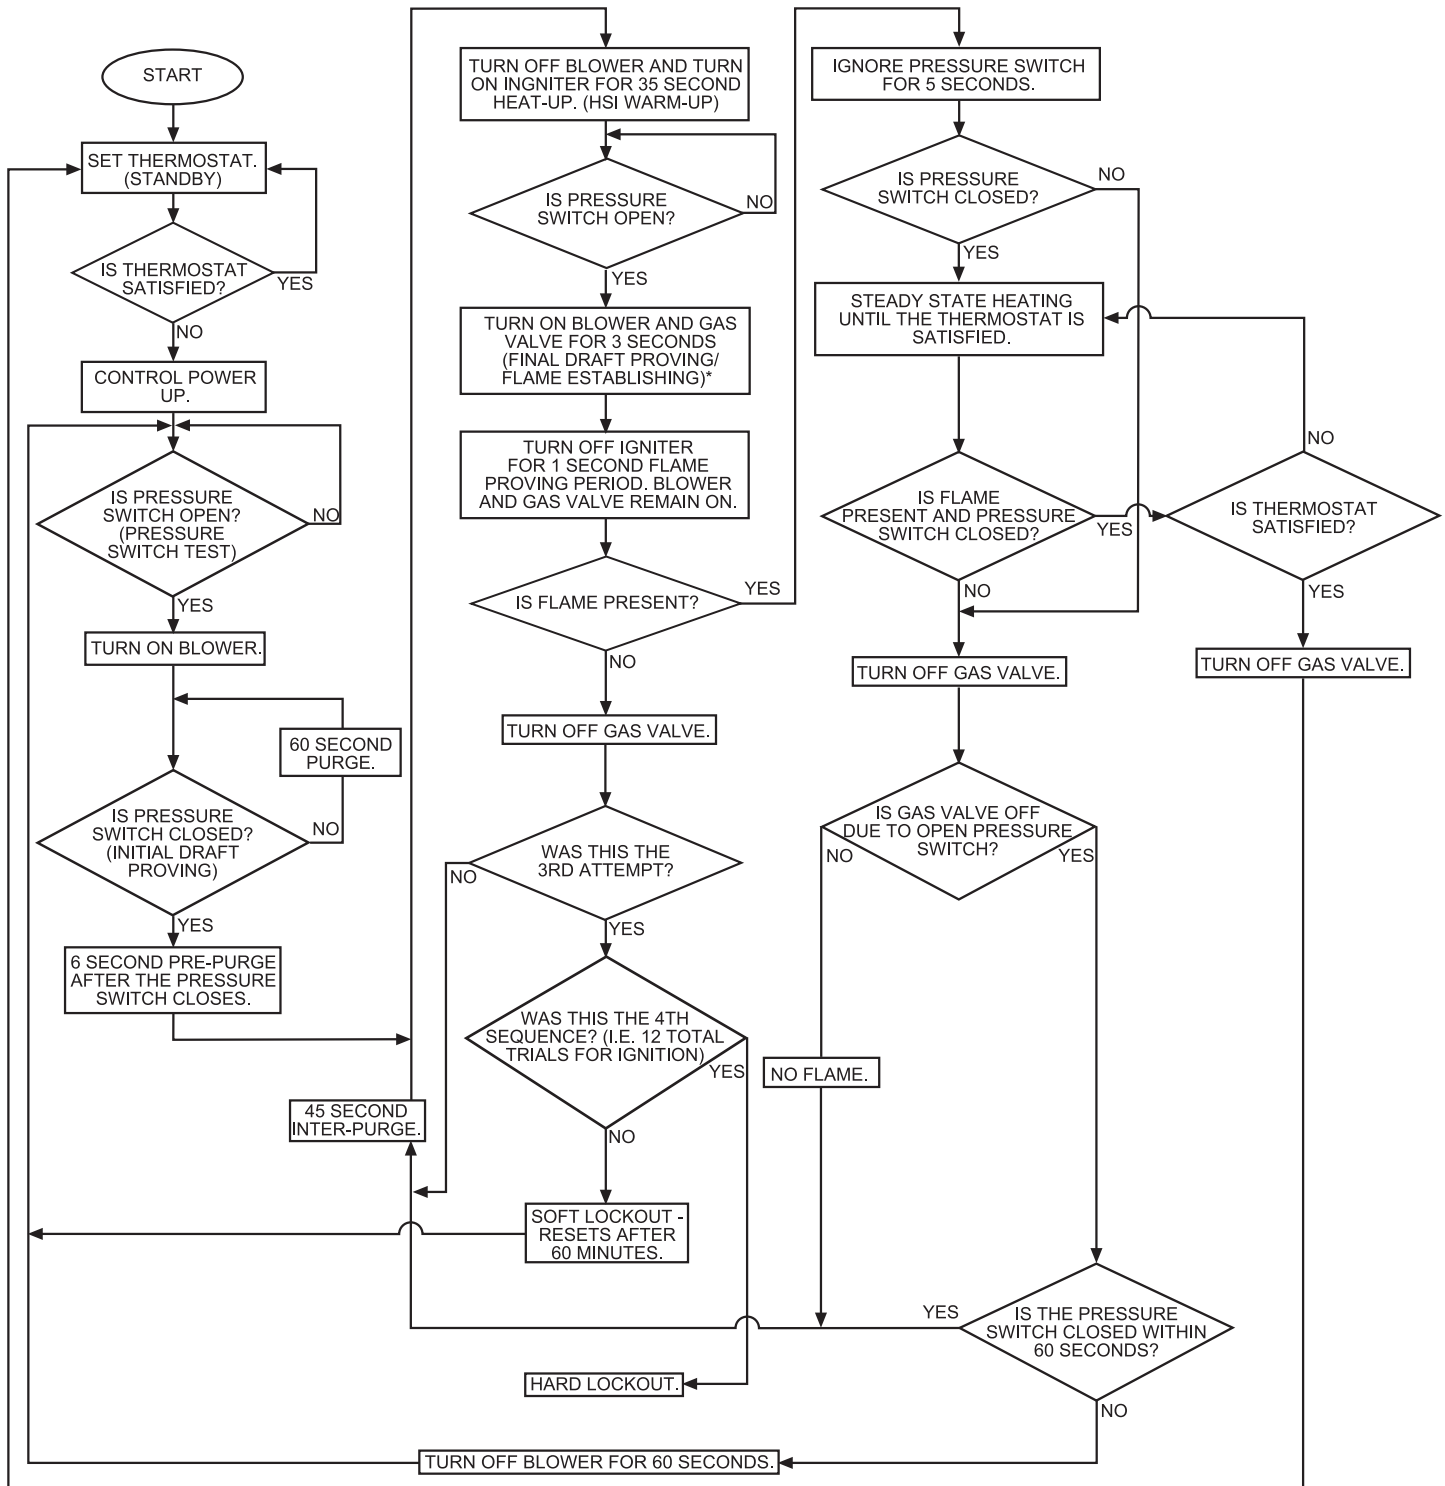 START
SET THERMOSTAT.
(STANDBY)
IS THERMOSTAT
SATISFIED?
YES
NO
CONTROL POWER
UP.
IS PRESSURE
SWITCH OPEN?
(PRESSURE
SWITCH TEST)
NO
YES
TURN ON BLOWER.
60 SECOND
PURGE.
IS PRESSURE
SWITCH CLOSED?
(INITIAL DRAFT
PROVING)
NO
YES
6 SECOND PRE-PURGE
AFTER THE PRESSURE
SWITCH CLOSES.
45 SECOND
INTER-PURGE.
TURN OFF BLOWER AND TURN
ON INGNITER FOR 35 SECOND
HEAT-UP. (HSI WARM-UP)
IS PRESSURE
SWITCH OPEN?
NO
YES
TURN ON BLOWER AND GAS
VALVE FOR 3 SECONDS
(FINAL DRAFT PROVING/
FLAME ESTABLISHING)*
TURN OFF IGNITER
FOR 1 SECOND FLAME
PROVING PERIOD. BLOWER
AND GAS VALVE REMAIN ON.
IS FLAME PRESENT?
YES
NO
TURN OFF GAS VALVE.
WAS THIS THE
3RD ATTEMPT?
NO
YES
WAS THIS THE 4TH
SEQUENCE? (I.E. 12 TOTAL
TRIALS FOR IGNITION)
YES
NO
SOFT LOCKOUT -
RESETS AFTER
60 MINUTES.
HARD LOCKOUT.
TURN OFF BLOWER FOR 60 SECONDS.
IGNORE PRESSURE SWITCH
FOR 5 SECONDS.
IS PRESSURE
SWITCH CLOSED?
NO
YES
STEADY STATE HEATING
UNTIL THE THERMOSTAT IS
SATISFIED.
IS FLAME
PRESENT AND PRESSURE
SWITCH CLOSED?
YES
NO
TURN OFF GAS VALVE.
IS GAS VALVE OFF
DUE TO OPEN PRESSURE
SWITCH?
NO
YES
NO FLAME.
IS THE PRESSURE
SWITCH CLOSED WITHIN
60 SECONDS?
YES
NO
NO
IS THERMOSTAT
SATISFIED?
YES
TURN OFF GAS VALVE.